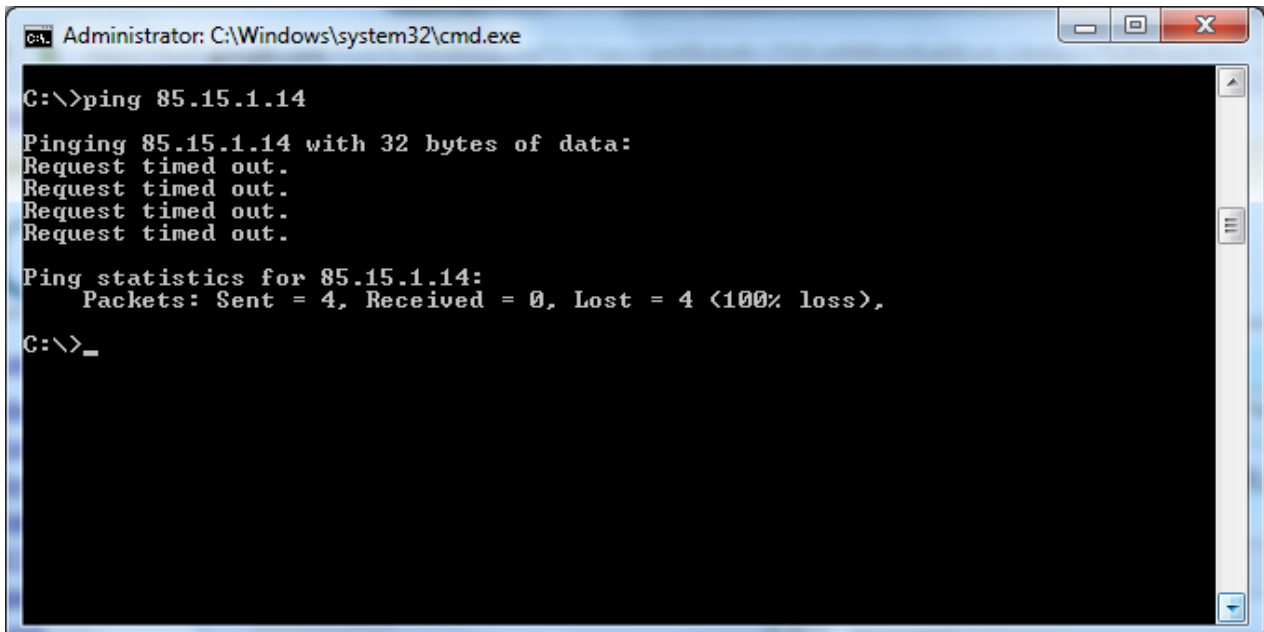 Administrator: C:\Windows\system32\cmd.exe
C:\>ping 85.15.1.14
Pinging 85.15.1.14 with 32 bytes of data:
Request timed out.
Request timed out.
Request timed out.
Request timed out.
Ping statistics for 85.15.1.14:
Packets: Sent = 4, Received = 0, Lost = 4 (100% loss),
C:\>_